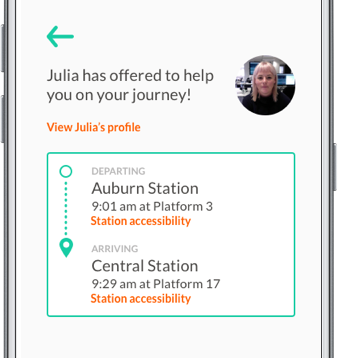 Julia has offered to help
you on your journey!
View Julia's profile
DEPARTING
Auburn Station
9:01 am at Platform 3
Station accessibility
ARRIVING
Central Station
9:29 am at Platform 17
Station accessibility